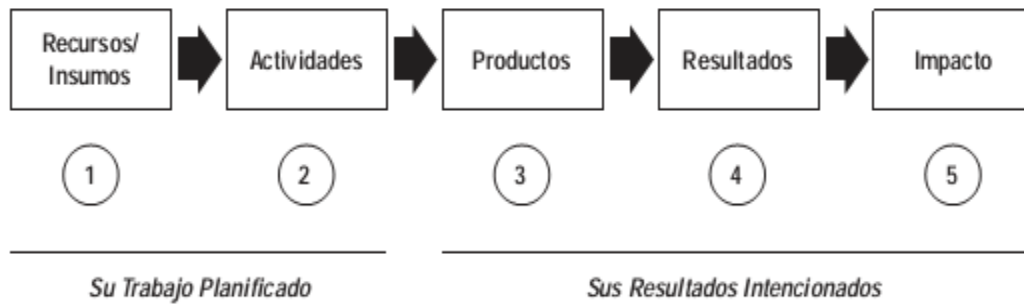 Recursos/
Insumos
Actividades
Productos
Resultados
Impacto
1
2
3
4
5
Su Trabajo Planificado
Sus Resultados Intencionados